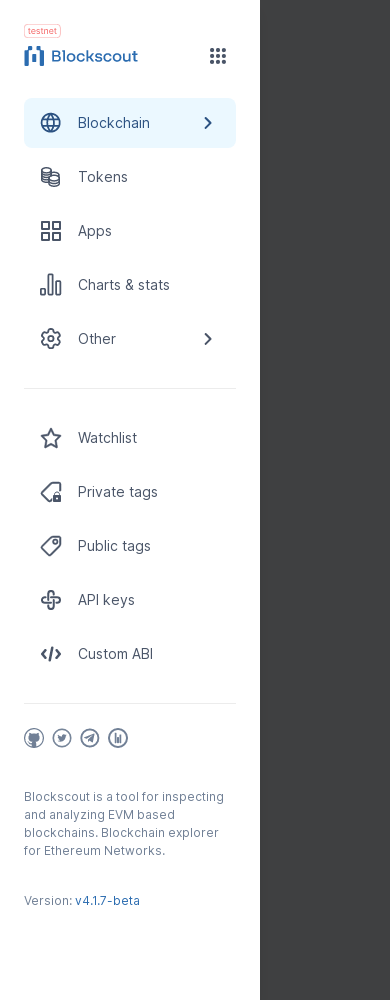 testnet
Blockscout
Blockchain
Tokens
Apps
Charts & stats
Other
Watchlist
Private tags
Public tags
API keys
Custom ABI
Blockscout is a tool for inspecting
and analyzing EVM based
blockchains. Blockchain explorer
for Ethereum Networks.
Version: v4.1.7-beta